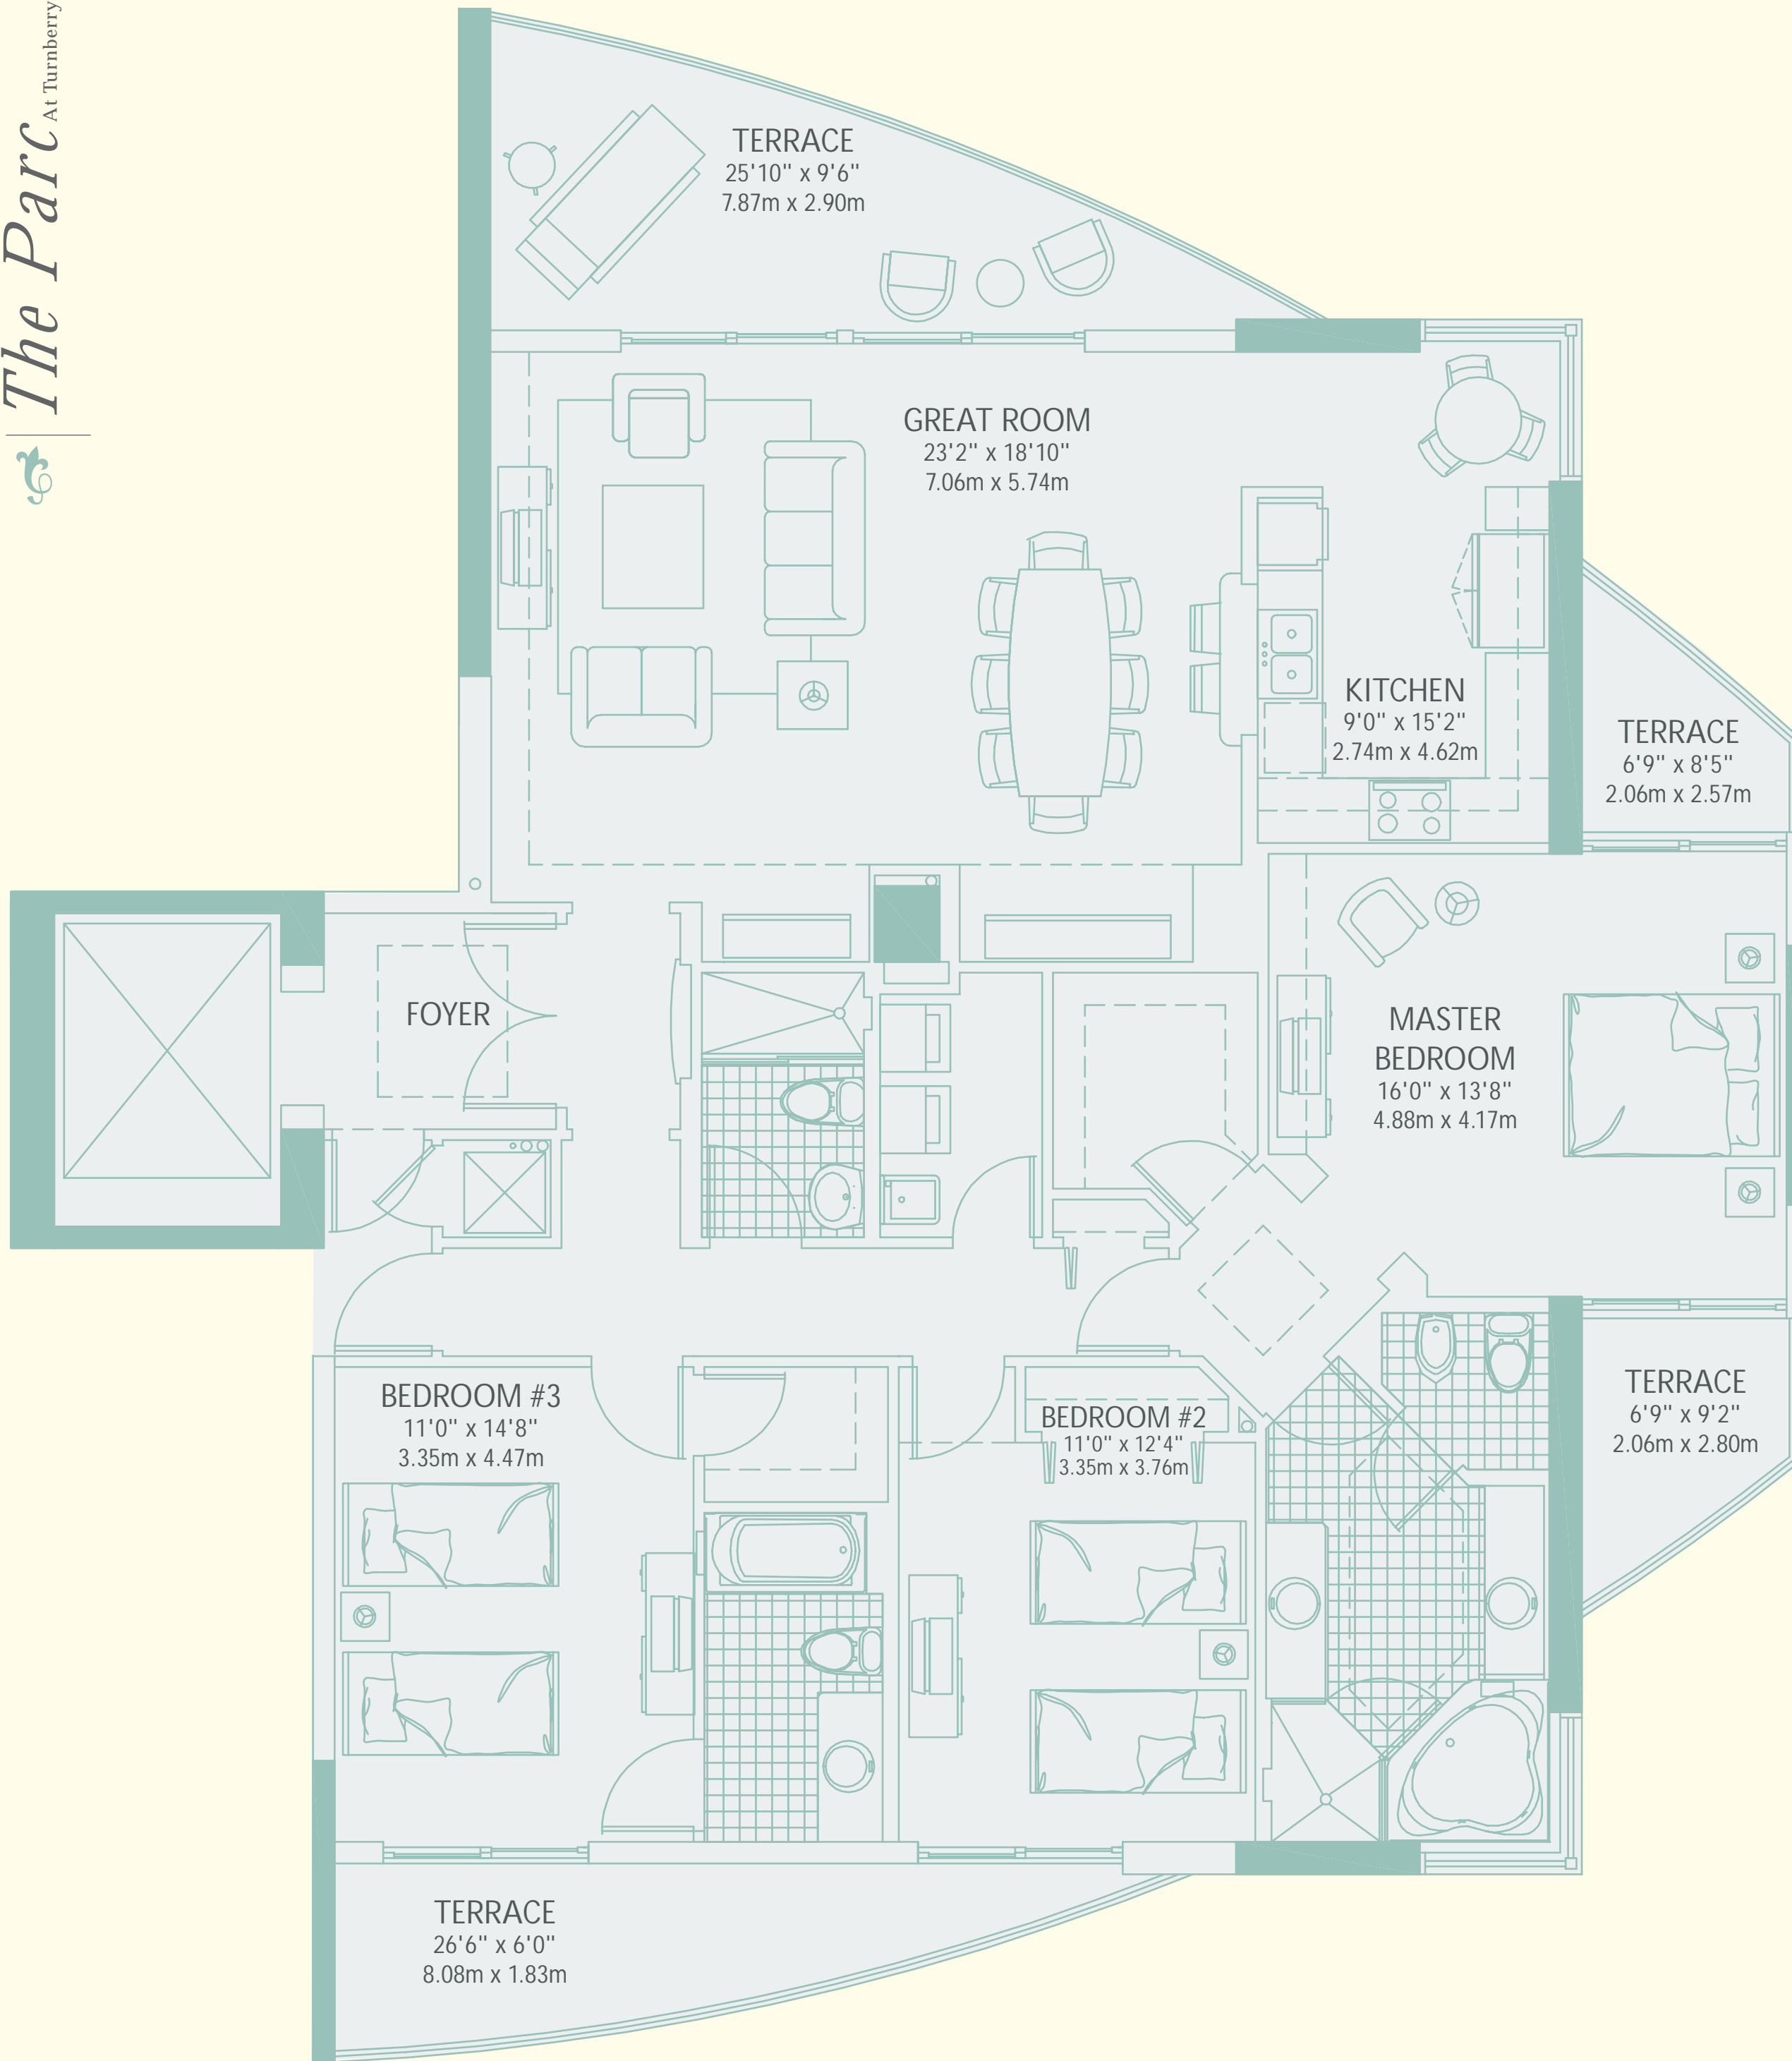 The Parc At Turnberry
TERRACE
25'10" x 9'6"
7.87m x 2.90m
GREAT ROOM
23'2" x 18'10"
7.06m x 5.74m
KITCHEN
9'0" x 15'2"
2.74m x 4.62m
TERRACE
6'9" x 8'5"
2.06m x 2.57m
FOYER
MASTER
BEDROOM
16'0" x 13'8"
4.88m x 4.17m
BEDROOM #3
11'0" x 14'8"
3.35m x 4.47m
BEDROOM #2
11'0" x 12'4"
3.35m x 3.76m
TERRACE
6'9" x 9'2"
2.06m x 2.80m
TERRACE
26'6" x 6'0"
8.08m x 1.83m